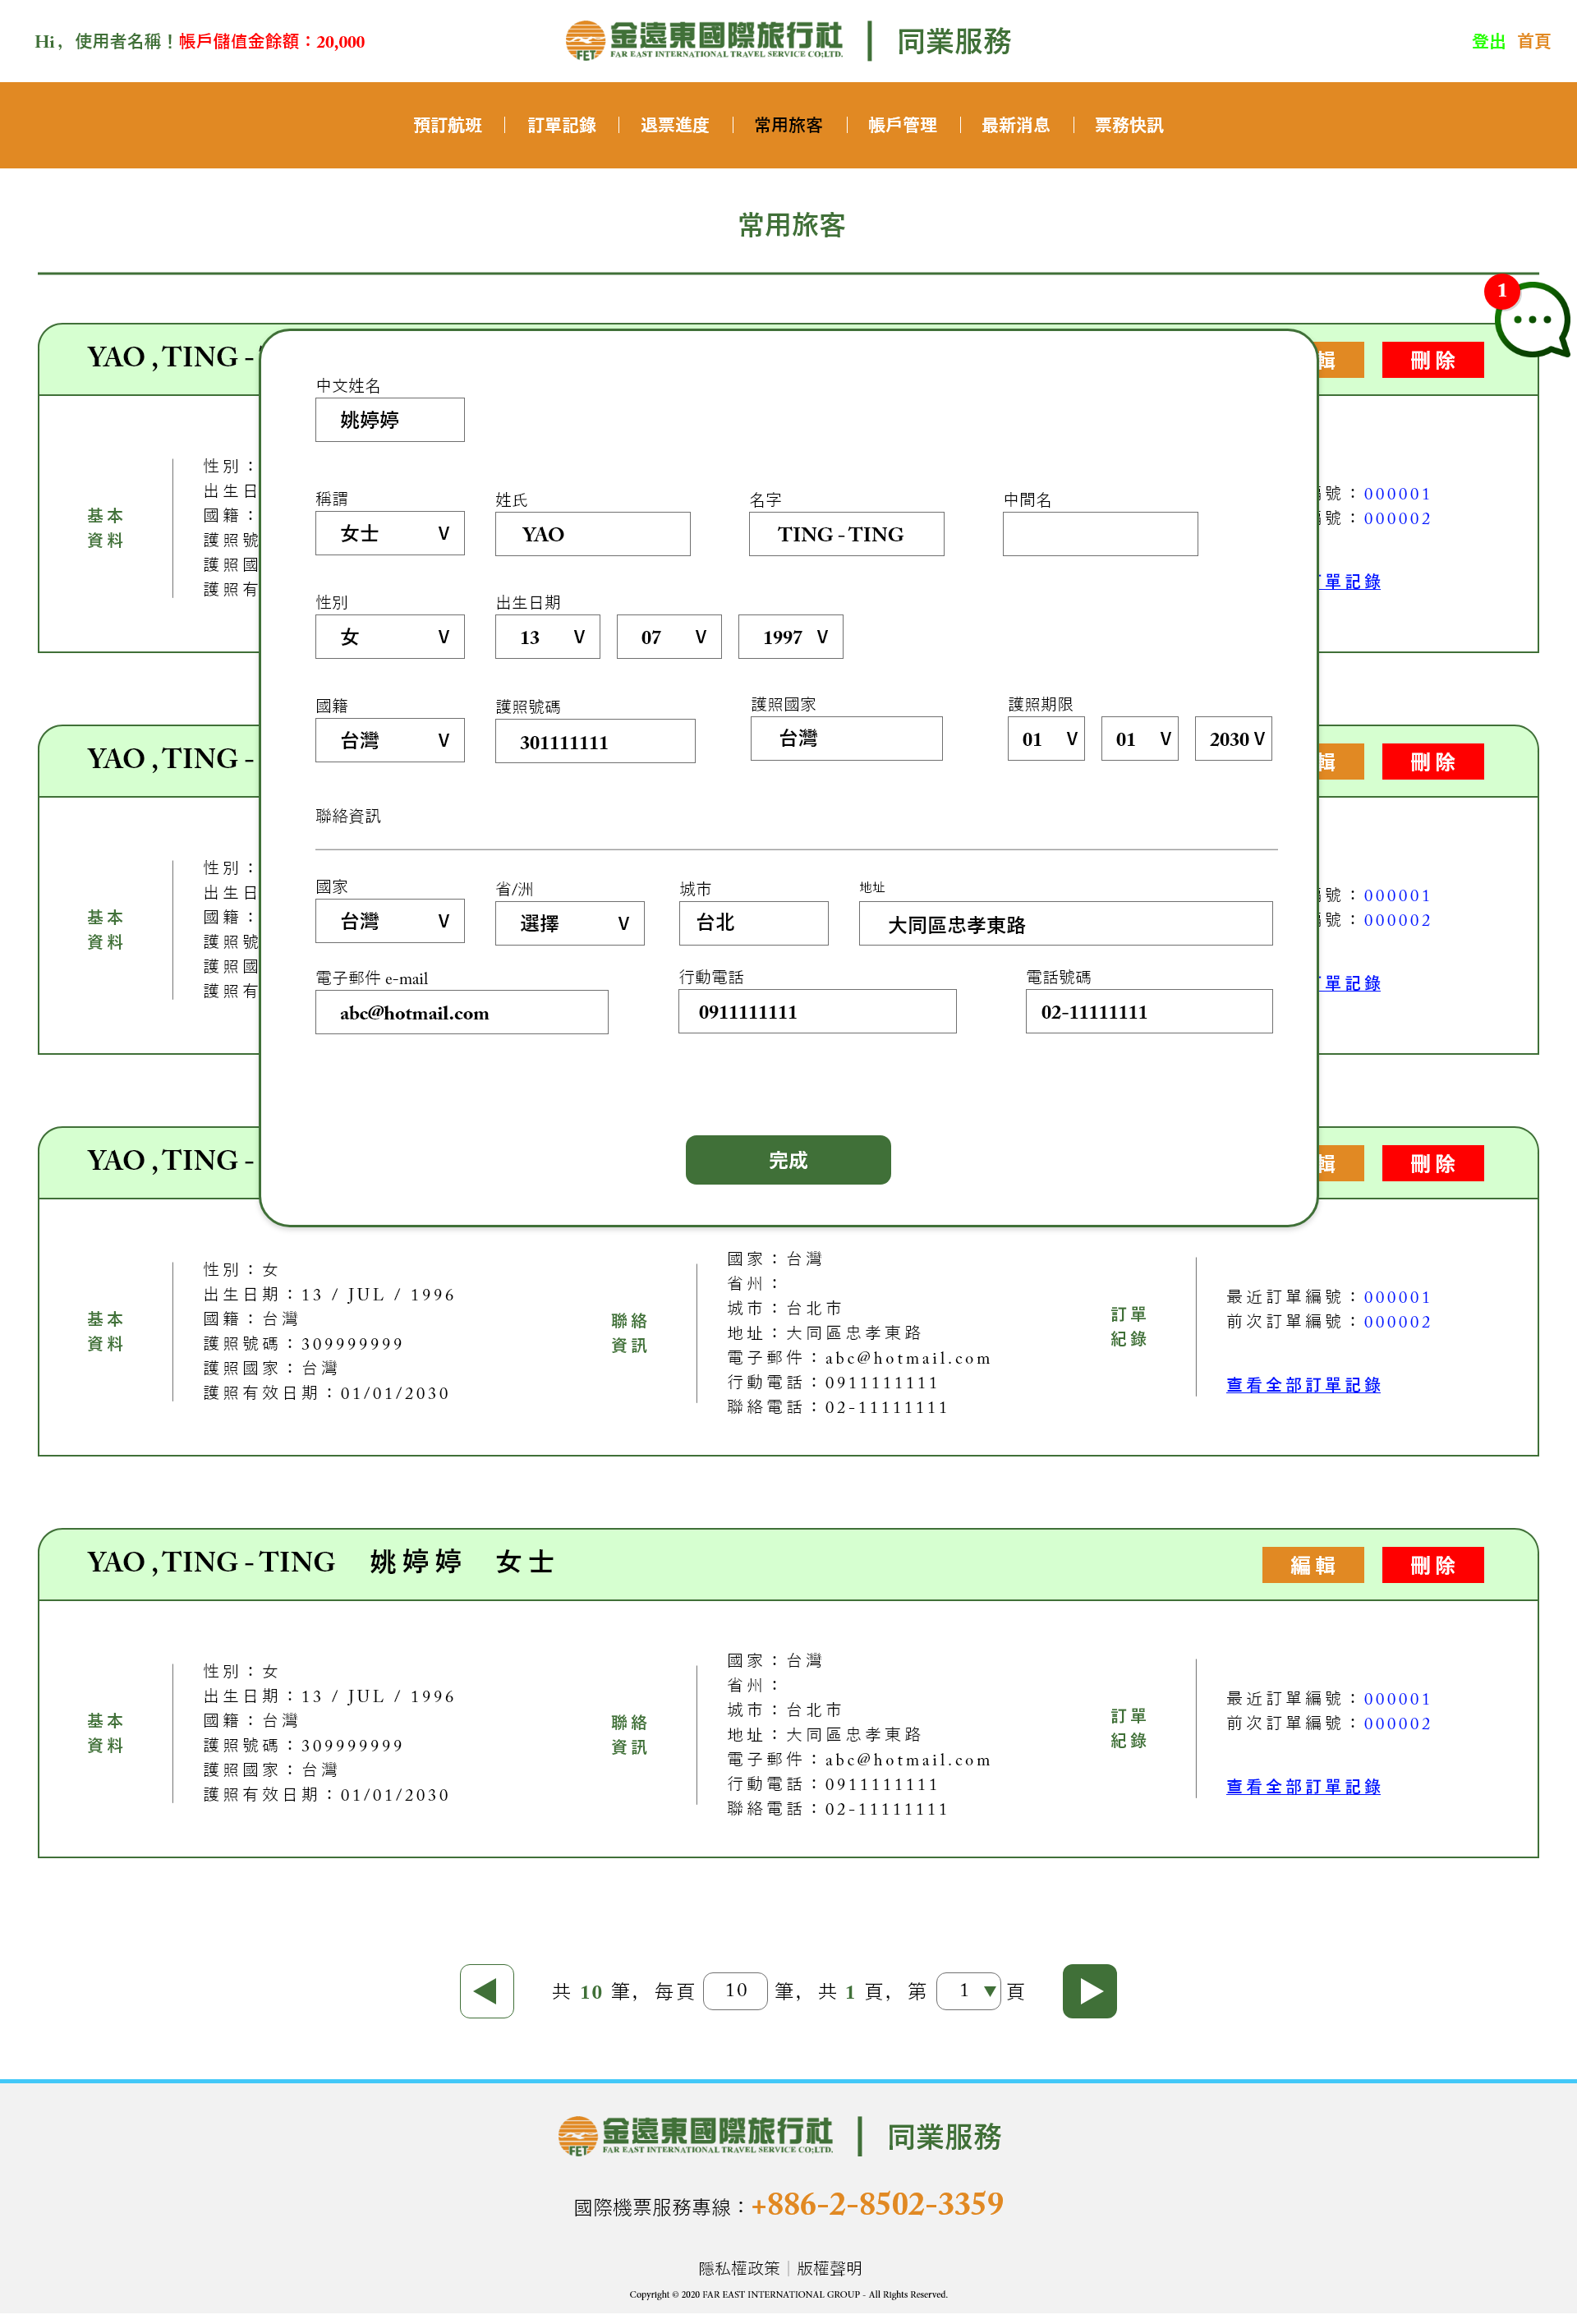 Hi，使用者名稱！帳戶儲值金餘額：20,000
金遠東國際旅行社
FAR EAST INTERNATIONAL TRAVEL SERVICE CO;LTD.
FET
同業服務
登出 首頁
預訂航班 訂單記錄 退票進度 常用旅客 帳戶管理 最新消息 票務快訊
常用旅客
1
YAO , TING -
輯 刪除
中文姓名
姚婷婷
稱謂 姓氏 名字 中間名
女士 V YAO TING - TING
性別 出生日期
女 V 13 V 07 V 1997 V
國籍 護照號碼 護照國家 護照期限
台灣 V 301111111 台灣 01 V 01 V 2030 V
聯絡資訊
國家 省/洲 城市 地址
台灣 V 選擇 V 台北 大同區忠孝東路
電子郵件 e-mail 行動電話 電話號碼
abc@hotmail.com 0911111111 02-11111111
完成
基本
資料
性別：
出生日
國籍：
護照號
護照國
護照有
號：000001
號：000002
單記錄
YAO , TING -
輯 刪除
基本
資料
性別：
出生日
國籍：
護照號
護照國
護照有
號：000001
號：000002
單記錄
YAO , TING -
輯 刪除
基本
資料
性別：女
出生日期：13 / JUL / 1996
國籍：台灣
護照號碼：309999999
護照國家：台灣
護照有效日期：01/01/2030
聯絡
資訊
國家：台灣
省州：
城市：台北市
地址：大同區忠孝東路
電子郵件：abc@hotmail.com
行動電話：0911111111
聯絡電話：02-11111111
訂單
紀錄
最近訂單編號：000001
前次訂單編號：000002
查看全部訂單記錄
YAO , TING - TING 姚婷婷 女士
編輯 刪除
基本
資料
性別：女
出生日期：13 / JUL / 1996
國籍：台灣
護照號碼：309999999
護照國家：台灣
護照有效日期：01/01/2030
聯絡
資訊
國家：台灣
省州：
城市：台北市
地址：大同區忠孝東路
電子郵件：abc@hotmail.com
行動電話：0911111111
聯絡電話：02-11111111
訂單
紀錄
最近訂單編號：000001
前次訂單編號：000002
查看全部訂單記錄
共 10 筆， 每頁 10 筆， 共 1 頁， 第 1 ▼ 頁
金遠東國際旅行社
FAR EAST INTERNATIONAL TRAVEL SERVICE CO;LTD.
FET
同業服務
國際機票服務專線：+886-2-8502-3359
隱私權政策｜版權聲明
Copyright © 2020 FAR EAST INTERNATIONAL GROUP - All Rights Reserved.